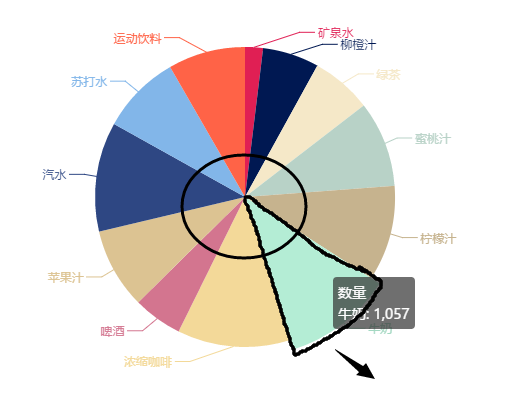 矿泉水
柳橙汁
绿茶
蜜桃汁
柠檬汁
数量
牛奶: 1,057
牛奶
浓缩咖啡
啤酒
苹果汁
汽水
苏打水
运动饮料